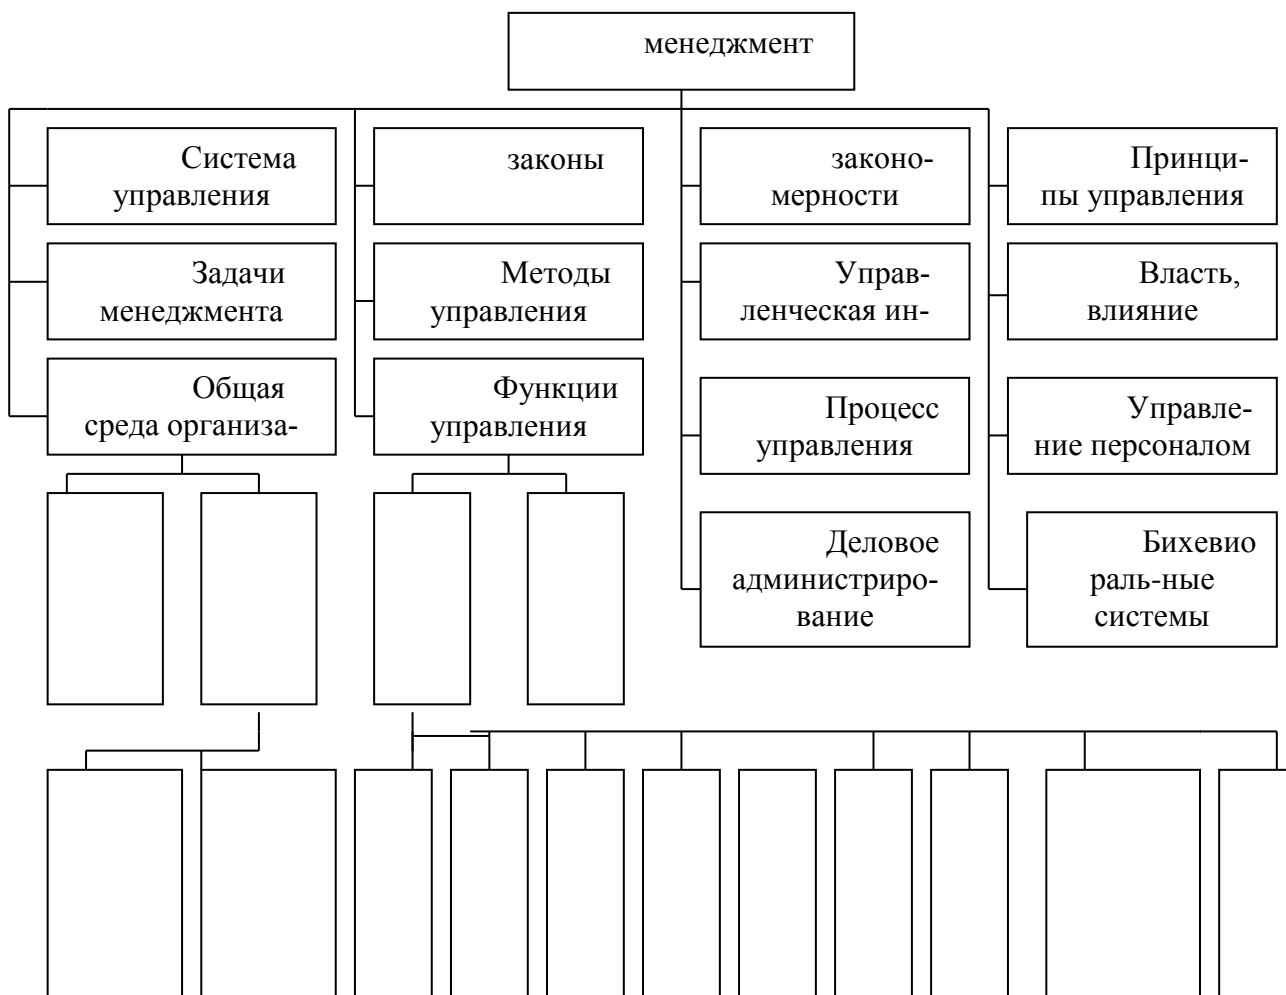 менеджмент
Система
управления
законы
законо-
мерности
Принци-
пы управления
Задачи
менеджмента
Методы
управления
Управ-
ленческая ин-
Власть,
влияние
Общая
среда организа-
Функции
управления
Процесс
управления
Управле-
ние персоналом
Деловое
администриро-
вание
Бихевио
раль-ные
системы